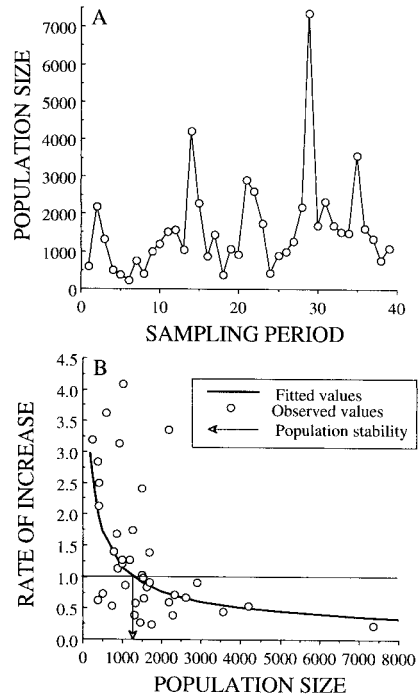 A
POPULATION SIZE
7000
6000
5000
4000
3000
2000
1000
0
0 10 20 30 40
SAMPLING PERIOD
B
RATE OF INCREASE
4.5
4.0
3.5
3.0
2.5
2.0
1.5
1.0
0.5
0.0
Fitted values
Observed values
Population stability
0 1000 2000 3000 4000 5000 6000 7000 8000
POPULATION SIZE